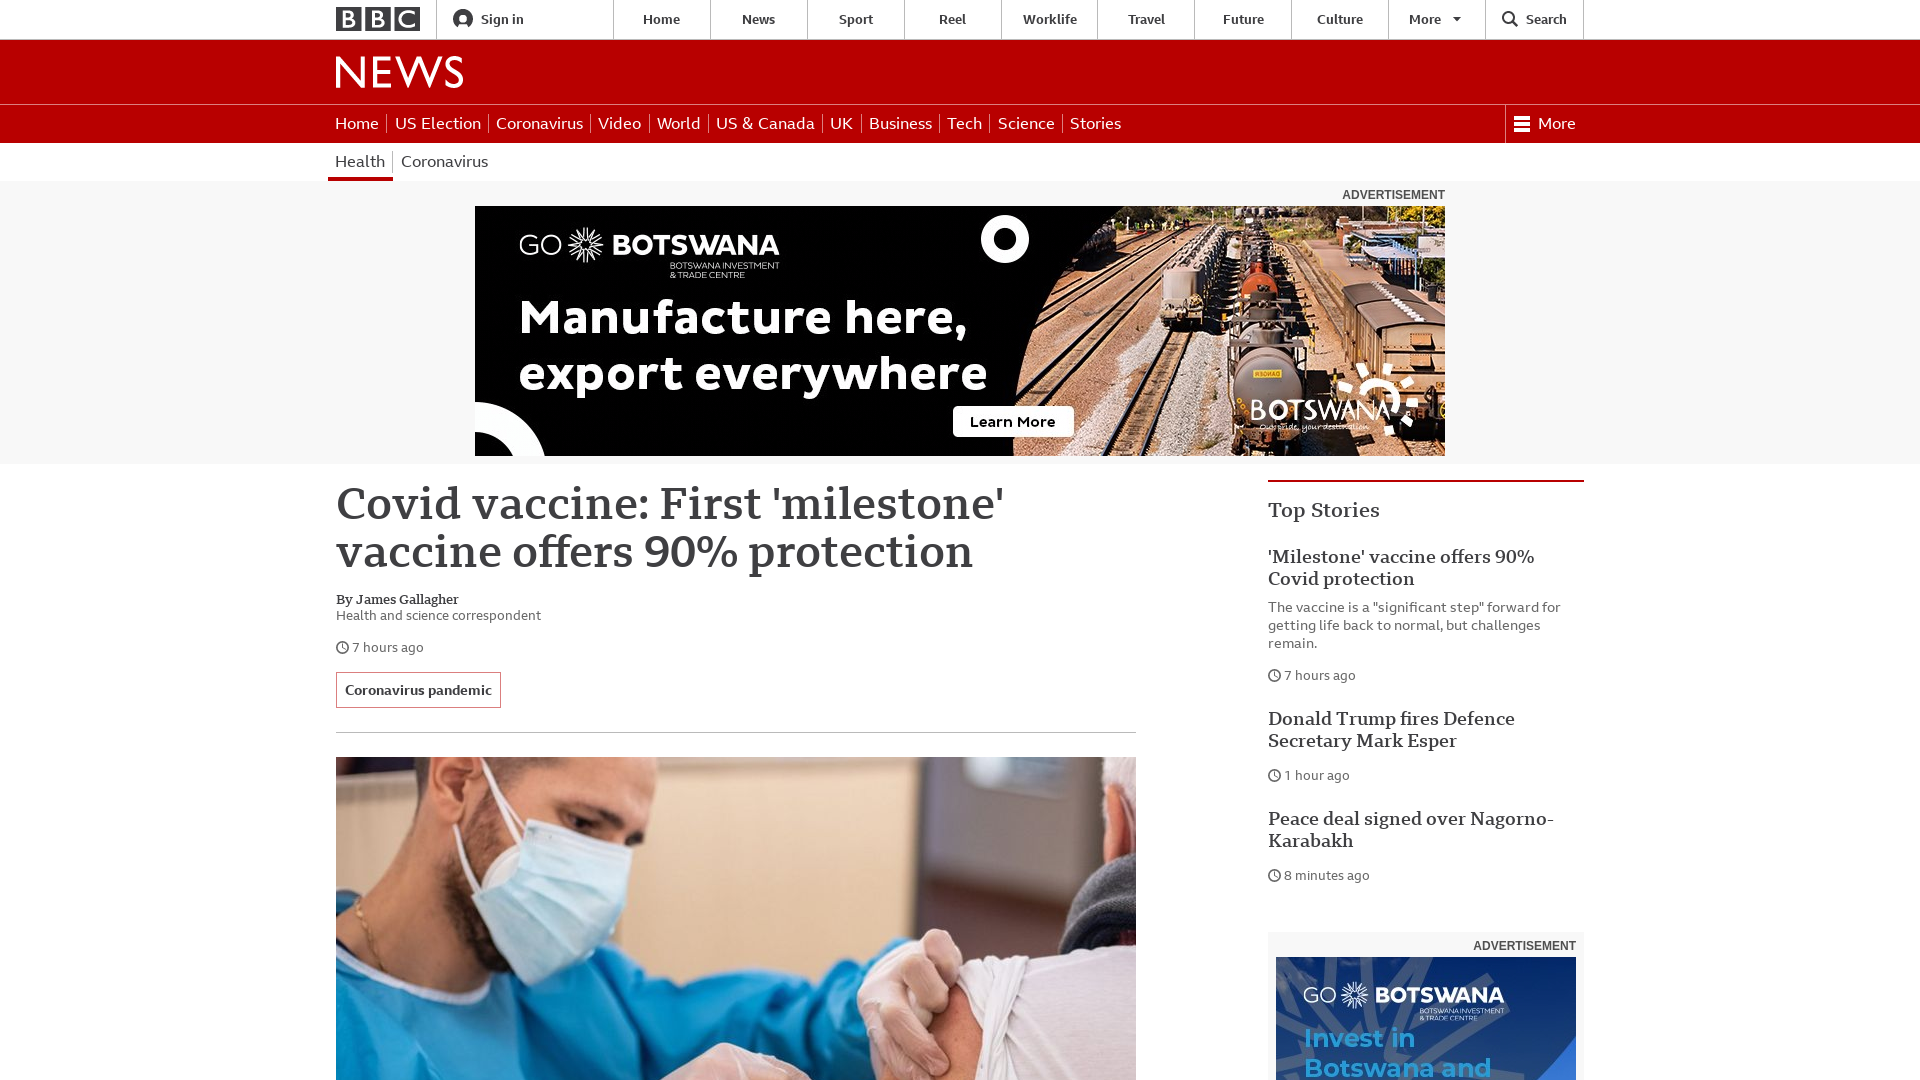 BBC
Sign in
Home
News
Sport
Reel
Worklife
Travel
Future
Culture
More
Search
NEWS
Home
US Election
Coronavirus
Video
World
US & Canada
UK
Business
Tech
Science
Stories
More
Health
Coronavirus
ADVERTISEMENT
GO BOTSWANA
BOTSWANA INVESTMENT
& TRADE CENTRE
Manufacture here,
export everywhere
Learn More
BOTSWANA
Our pride, your destination
Covid vaccine: First 'milestone'
vaccine offers 90% protection
By James Gallagher
Health and science correspondent
7 hours ago
Coronavirus pandemic
Top Stories
'Milestone' vaccine offers 90%
Covid protection
The vaccine is a "significant step" forward for
getting life back to normal, but challenges
remain.
7 hours ago
Donald Trump fires Defence
Secretary Mark Esper
1 hour ago
Peace deal signed over Nagorno-
Karabakh
8 minutes ago
ADVERTISEMENT
GO BOTSWANA
BOTSWANA INVESTMENT
& TRADE CENTRE
Invest in
Botswana and